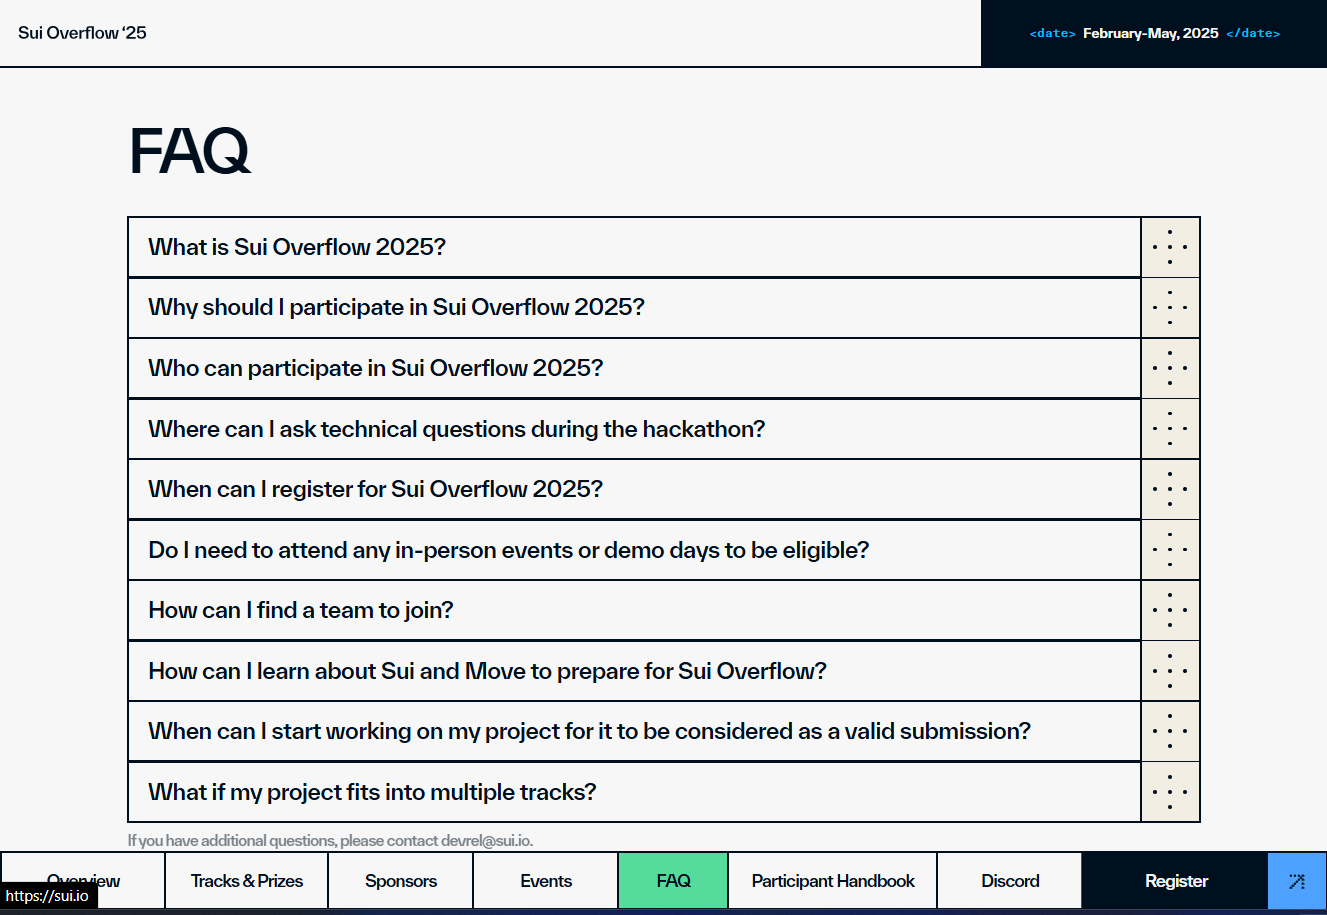 Sui Overflow ‘25
<date> February-May, 2025 </date>
FAQ
What is Sui Overflow 2025?
Why should I participate in Sui Overflow 2025?
Who can participate in Sui Overflow 2025?
Where can I ask technical questions during the hackathon?
When can I register for Sui Overflow 2025?
Do I need to attend any in-person events or demo days to be eligible?
How can I find a team to join?
How can I learn about Sui and Move to prepare for Sui Overflow?
When can I start working on my project for it to be considered as a valid submission?
What if my project fits into multiple tracks?
If you have additional questions, please contact devrel@sui.io.
Overview Tracks & Prizes Sponsors Events FAQ Participant Handbook Discord Register
https://sui.io